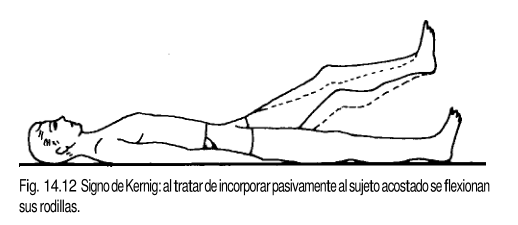 Fig. 14.12 Signo de Kernig: al tratar de incorporar pasivamente al sujeto acostado se flexionan
sus rodillas.